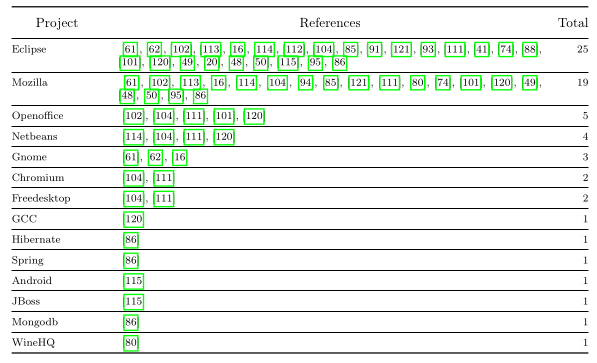 Project References Total
Eclipse [61], [62], [102], [113], [16], [114], [112], [104], [85], [91], [121], [93], [111], [41], [74], [88], 25
[101], [120], [49], [20], [48], [50], [115], [95], [86]
Mozilla [61], [102], [113], [16], [114], [104], [94], [85], [121], [111], [80], [74], [101], [120], [49], 19
[48], [50], [95], [86]
Openoffice [102], [104], [111], [101], [120] 5
Netbeans [114], [104], [111], [120] 4
Gnome [61], [62], [16] 3
Chromium [104], [111] 2
Freedesktop [104], [111] 2
GCC [120] 1
Hibernate [86] 1
Spring [86] 1
Android [115] 1
JBoss [115] 1
Mongodb [86] 1
WineHQ [80] 1